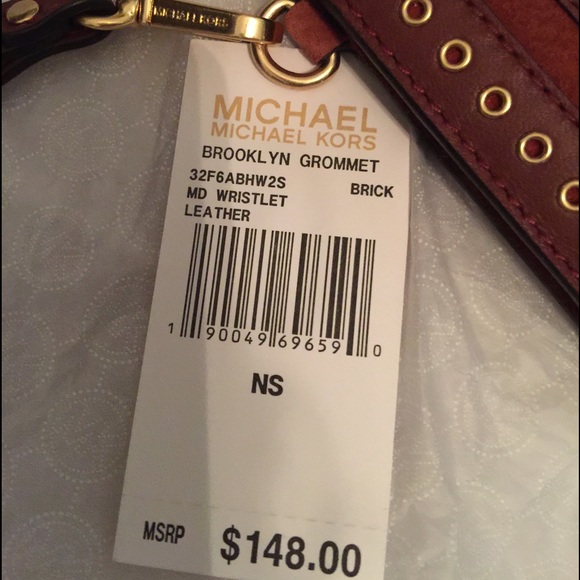 MICHAEL KORS
MICHAEL
MICHAEL KORS
BROOKLYN GROMMET
32F6ABHW2S BRICK
MD WRISTLET
LEATHER
1 90049 69659 0
NS
MSRP $148.00